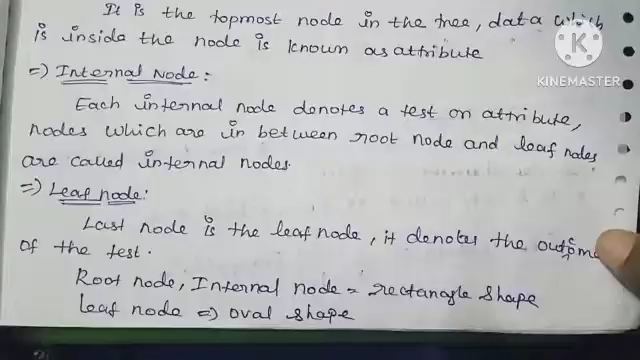 It is the topmost node in the tree, data which
is inside the node is known as attribute
=) Internal Node:
Each internal node denotes a test on attribute,
nodes which are in between root node and leaf nodes
are called internal nodes.
=) Leaf node:
Last node is the leaf node, it denotes the outcome
of the test.
Root node, Internal node = rectangle shape
Leaf node => oval shape
KINEMASTER